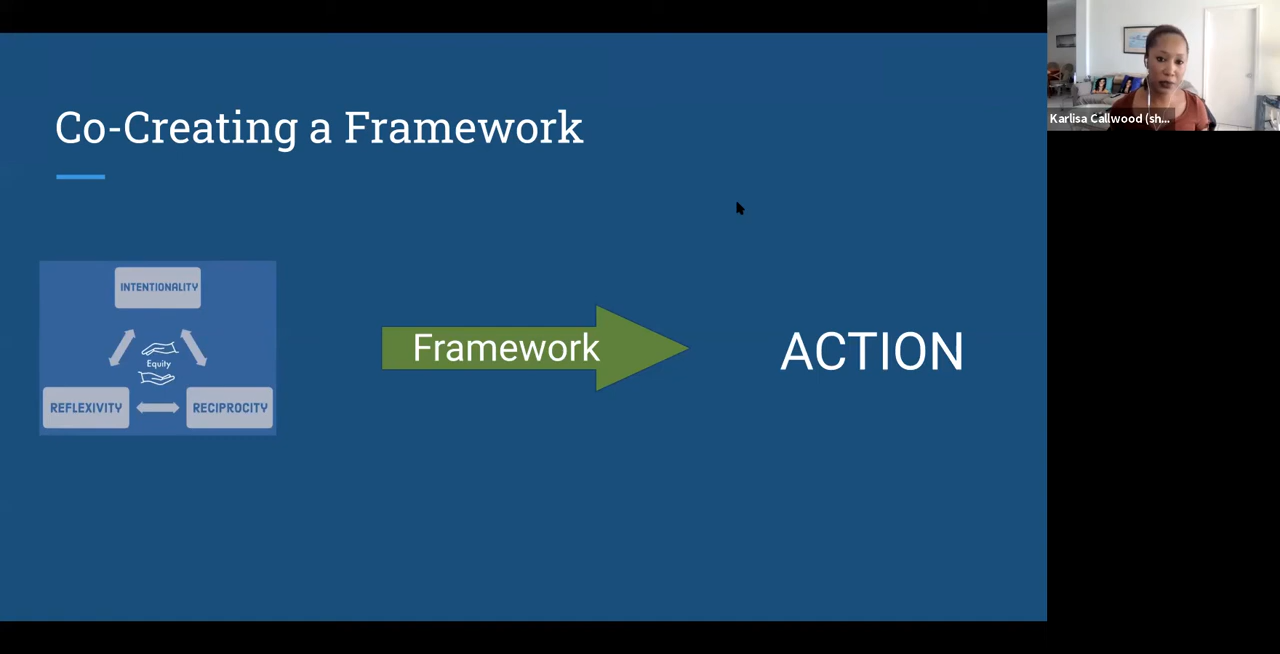 Co-Creating a Framework
Karlisa Callwood (sh...
INTENTIONALITY
Equity
REFLEXIVITY
RECIPROCITY
Framework
ACTION